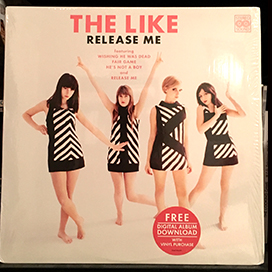 THE LIKE
RELEASE ME
featuring
WISHING HE WAS DEAD
FAIR GAME
HE'S NOT A BOY
and
RELEASE ME
FREE
DIGITAL ALBUM
DOWNLOAD
WITH
VINYL PURCHASE